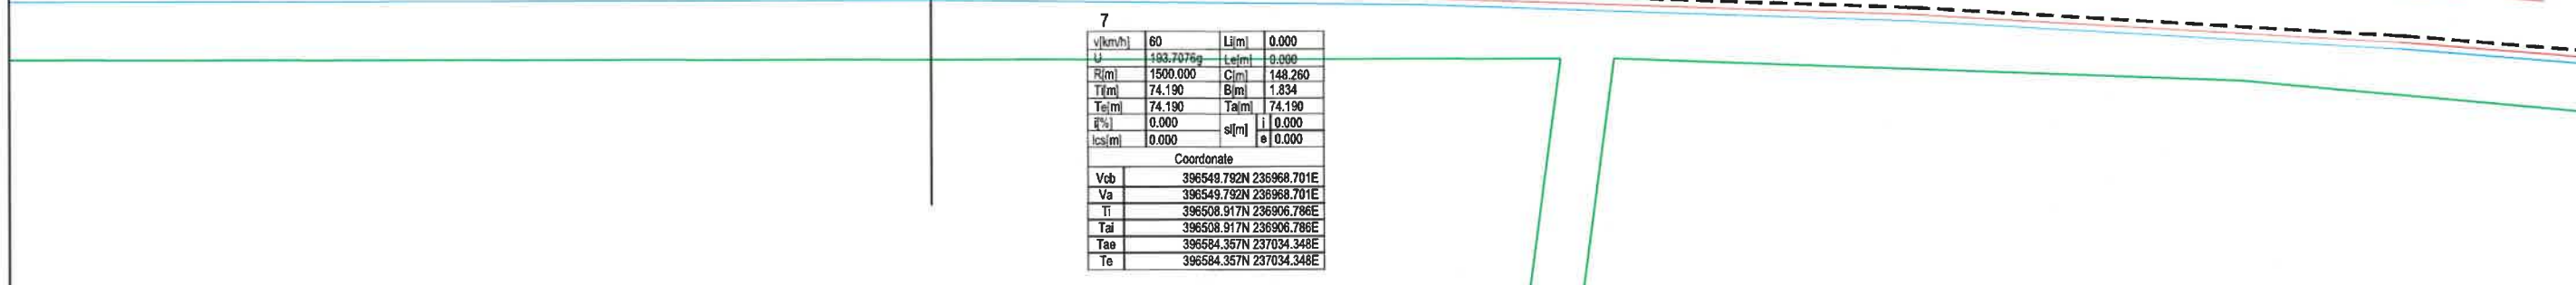 7
v[km/h] 60 Li[m] 0.000
U 193.7076g Le[m] 0.000
R[m] 1500.000 C[m] 148.260
Ti[m] 74.190 B[m] 1.834
Te[m] 74.190 Ta[m] 74.190
i[%] 0.000 sl[m] i 0.000
lcs[m] 0.000 e 0.000
Coordonate
Vcb 396549.792N 236968.701E
Va 396549.792N 236968.701E
Ti 396508.917N 236906.786E
Tai 396508.917N 236906.786E
Tae 396584.357N 237034.348E
Te 396584.357N 237034.348E